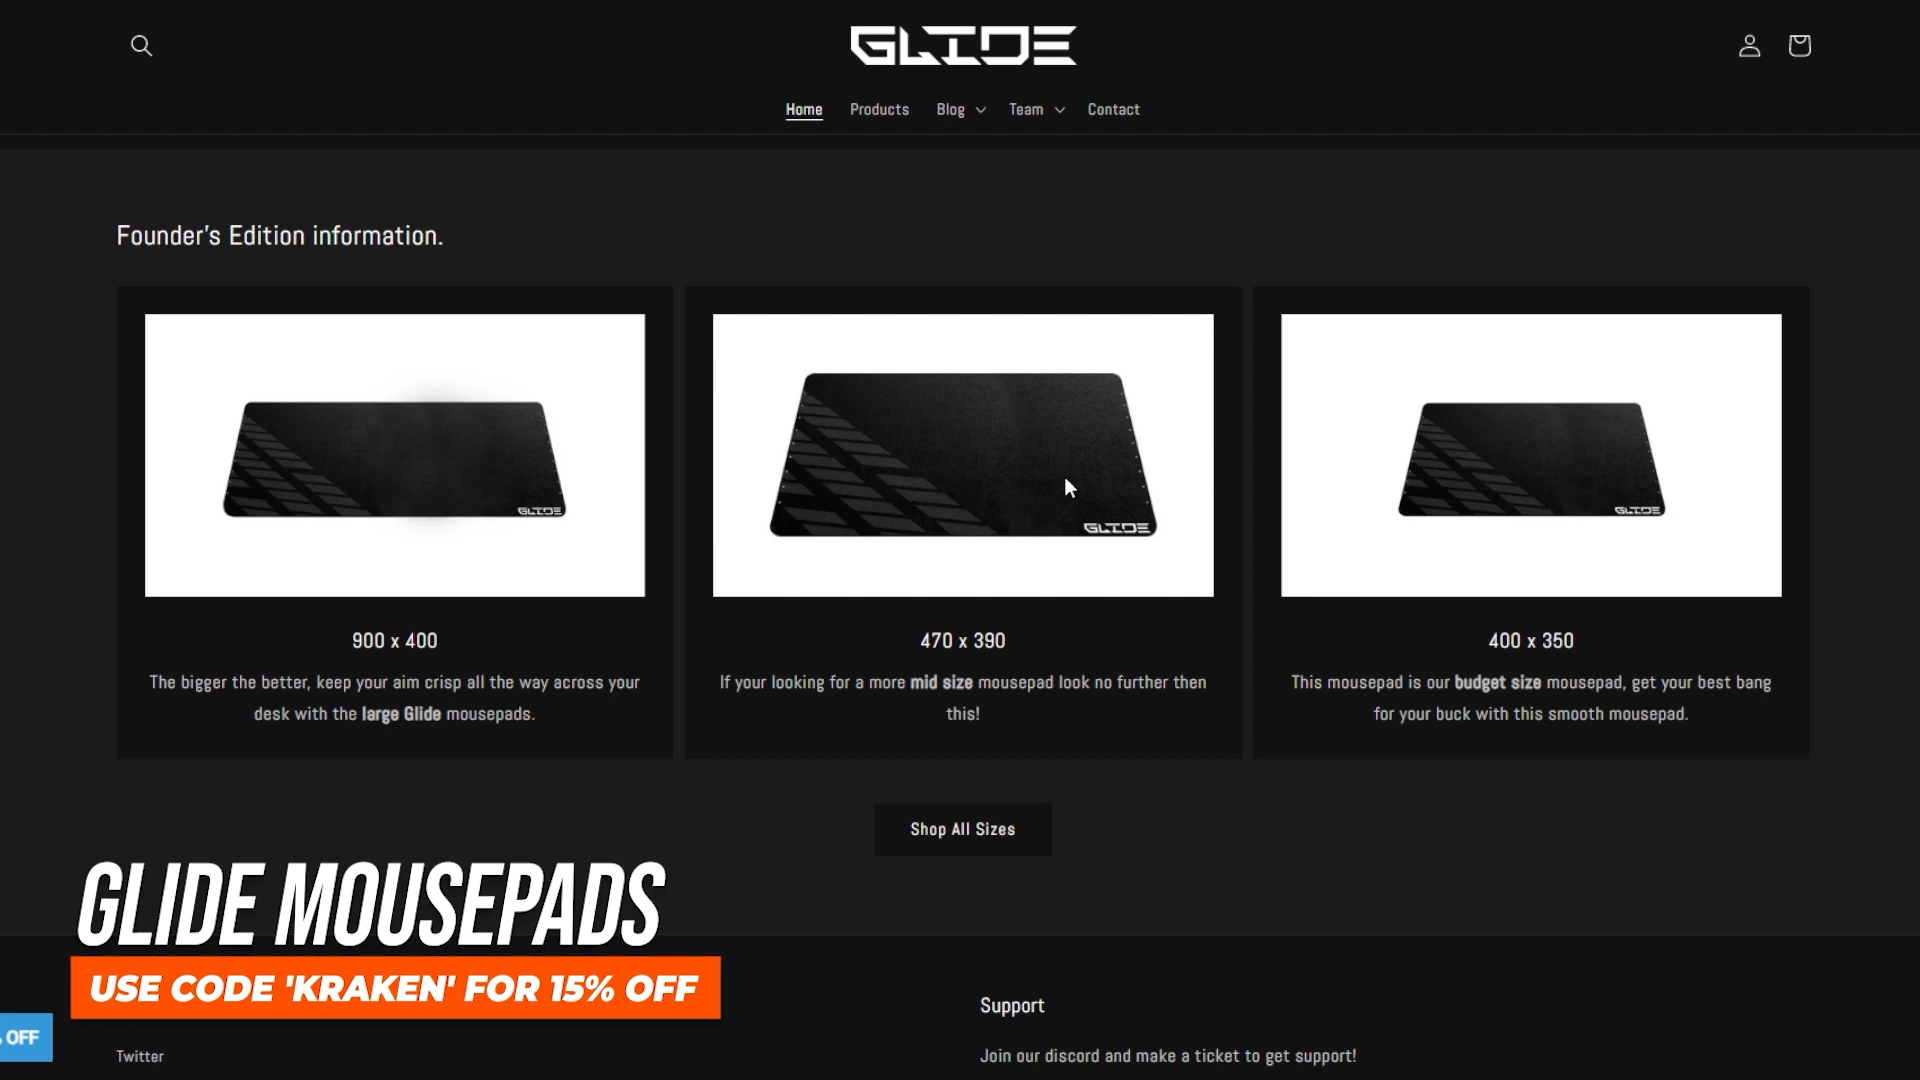 GLIDE
Home Products Blog Team Contact
Founder's Edition information.
GLIDE
GLIDE
GLIDE
900 x 400
The bigger the better, keep your aim crisp all the way across your
desk with the large Glide mousepads.
470 x 390
If your looking for a more mid size mousepad look no further then
this!
400 x 350
This mousepad is our budget size mousepad, get your best bang
for your buck with this smooth mousepad.
Shop All Sizes
GLIDE MOUSEPADS
USE CODE 'KRAKEN' FOR 15% OFF
OFF
Twitter
Support
Join our discord and make a ticket to get support!